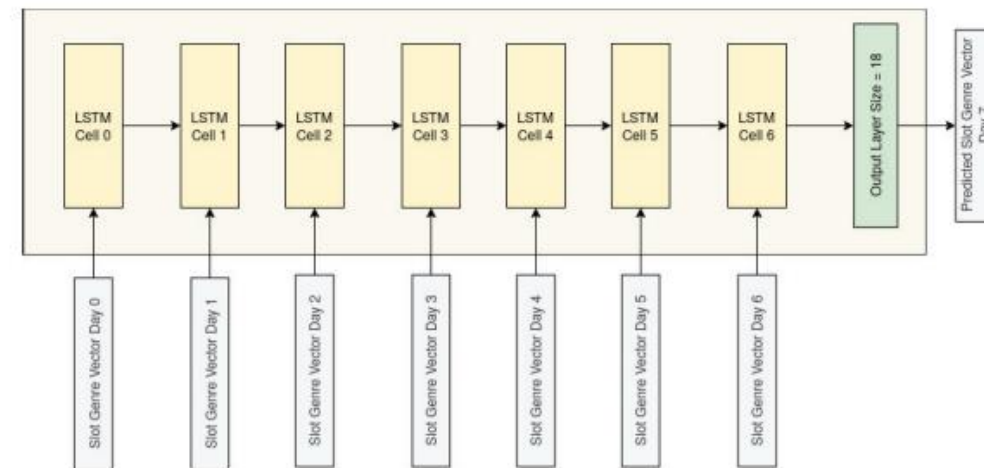 LSTM
Cell 0
LSTM
Cell 1
LSTM
Cell 2
LSTM
Cell 3
LSTM
Cell 4
LSTM
Cell 5
LSTM
Cell 6
Output Layer Size = 18
Predicted Slot Genre Vector
Day 7
Slot Genre Vector Day 0
Slot Genre Vector Day 1
Slot Genre Vector Day 2
Slot Genre Vector Day 3
Slot Genre Vector Day 4
Slot Genre Vector Day 5
Slot Genre Vector Day 6